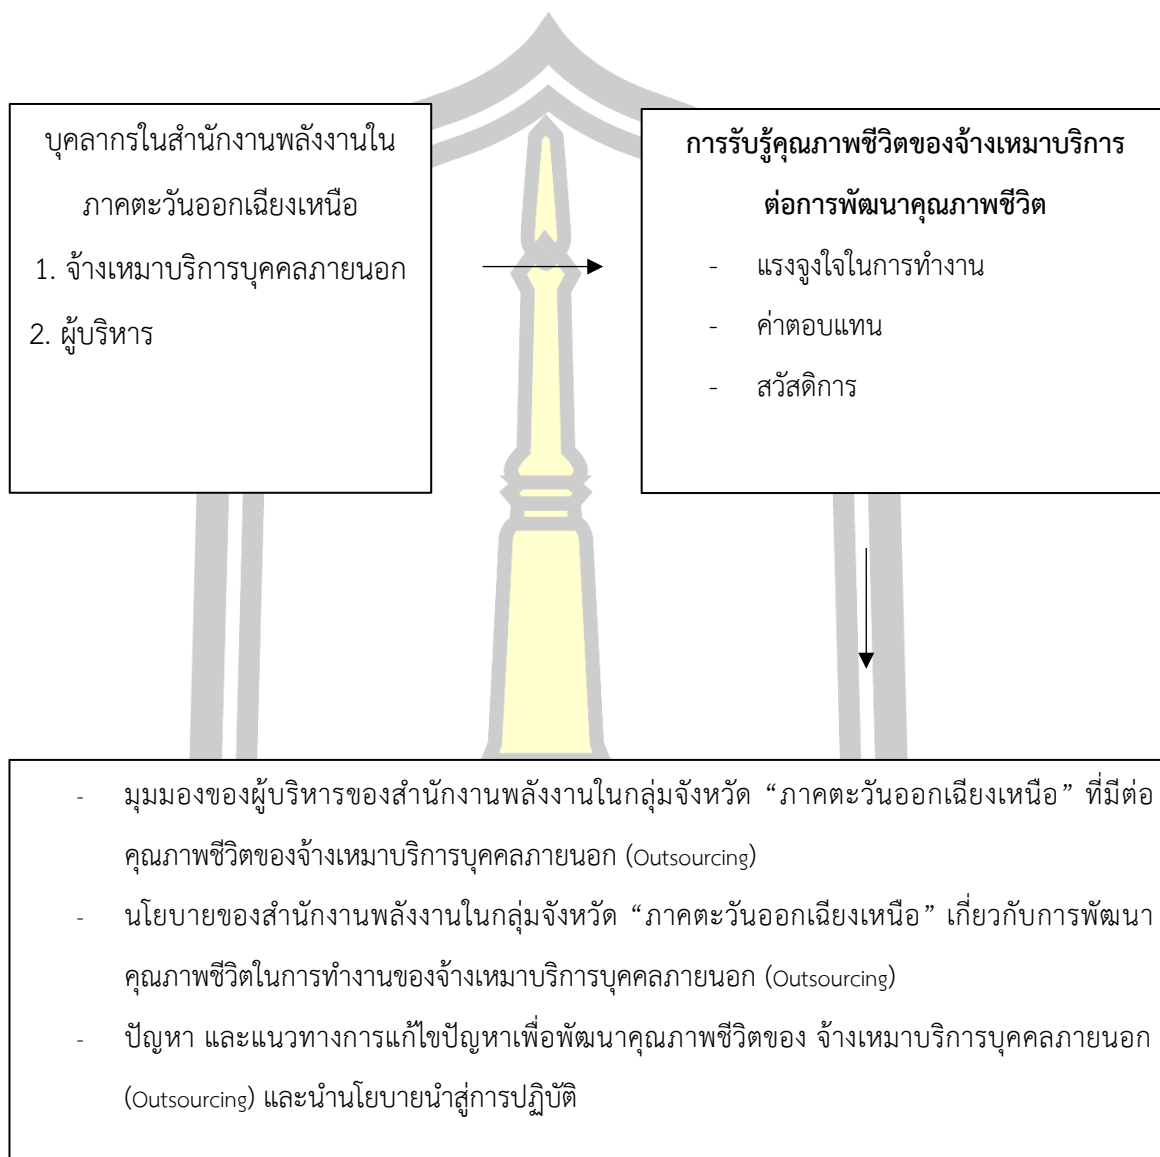 บุคลากรในสำนักงานพลังงานใน
ภาคตะวันออกเฉียงเหนือ
1. จ้างเหมาบริการบุคคลภายนอก
2. ผู้บริหาร
การรับรู้คุณภาพชีวิตของจ้างเหมาบริการ
ต่อการพัฒนาคุณภาพชีวิต
- แรงจูงใจในการทำงาน
- ค่าตอบแทน
- สวัสดิการ
- มุมมองของผู้บริหารของสำนักงานพลังงานในกลุ่มจังหวัด “ภาคตะวันออกเฉียงเหนือ” ที่มีต่อ
คุณภาพชีวิตของจ้างเหมาบริการบุคคลภายนอก (Outsourcing)
- นโยบายของสำนักงานพลังงานในกลุ่มจังหวัด “ภาคตะวันออกเฉียงเหนือ” เกี่ยวกับการพัฒนา
คุณภาพชีวิตในการทำงานของจ้างเหมาบริการบุคคลภายนอก (Outsourcing)
- ปัญหา และแนวทางการแก้ไขปัญหาเพื่อพัฒนาคุณภาพชีวิตของ จ้างเหมาบริการบุคคลภายนอก
(Outsourcing) และนำนโยบายนำสู่การปฏิบัติ